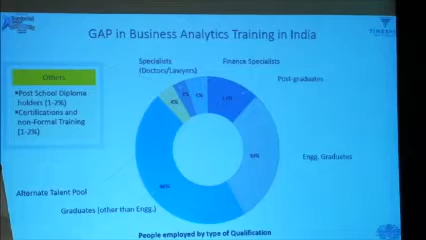 GAP in Business Analytics Training in India
Specialists
(Doctors/Lawyers)
Finance Specialists
Post-graduates
Others
▪Post School Diploma
holders (1-2%)
▪Certifications and
non-Formal Training
(1-2%)
Engg. Graduates
Alternate Talent Pool
Graduates (other than Engg.)
People employed by type of Qualification